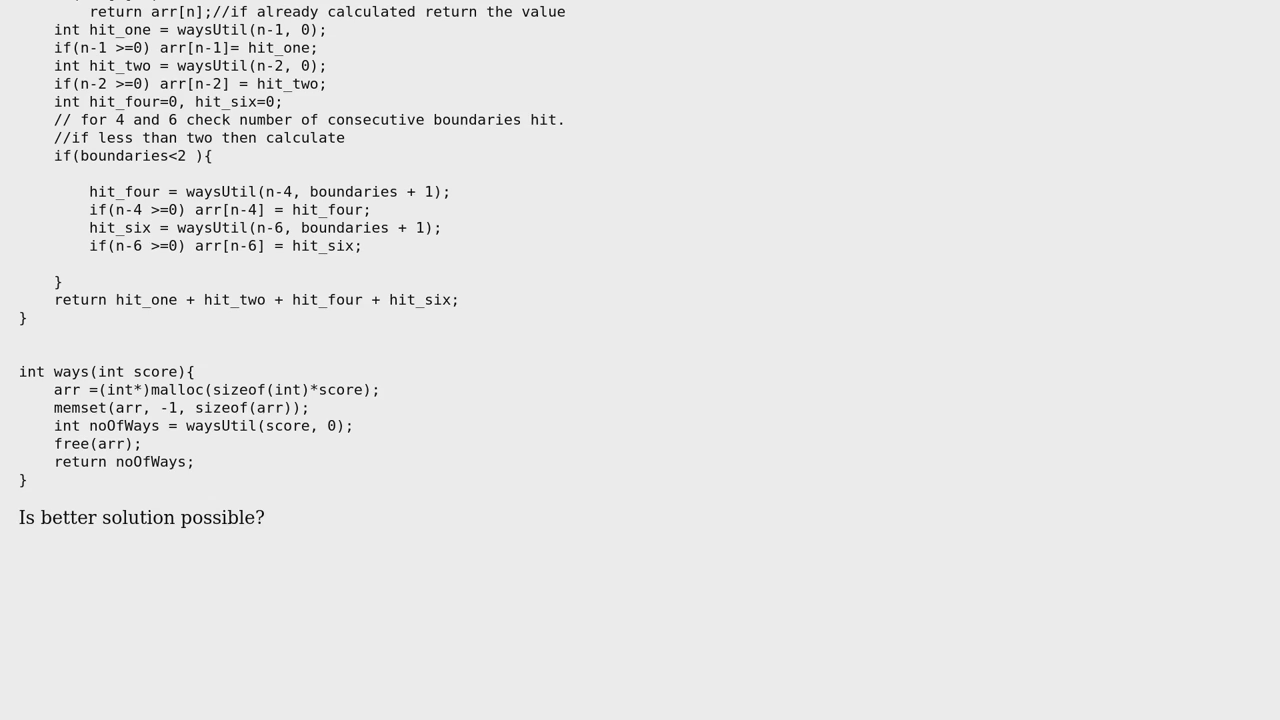 return arr[n];//if already calculated return the value
int hit_one = waysUtil(n-1, 0);
if(n-1 >=0) arr[n-1]= hit_one;
int hit_two = waysUtil(n-2, 0);
if(n-2 >=0) arr[n-2] = hit_two;
int hit_four=0, hit_six=0;
// for 4 and 6 check number of consecutive boundaries hit.
//if less than two then calculate
if(boundaries<2 ){
hit_four = waysUtil(n-4, boundaries + 1);
if(n-4 >=0) arr[n-4] = hit_four;
hit_six = waysUtil(n-6, boundaries + 1);
if(n-6 >=0) arr[n-6] = hit_six;
}
return hit_one + hit_two + hit_four + hit_six;
}
int ways(int score){
arr =(int*)malloc(sizeof(int)*score);
memset(arr, -1, sizeof(arr));
int noOfWays = waysUtil(score, 0);
free(arr);
return noOfWays;
}
Is better solution possible?